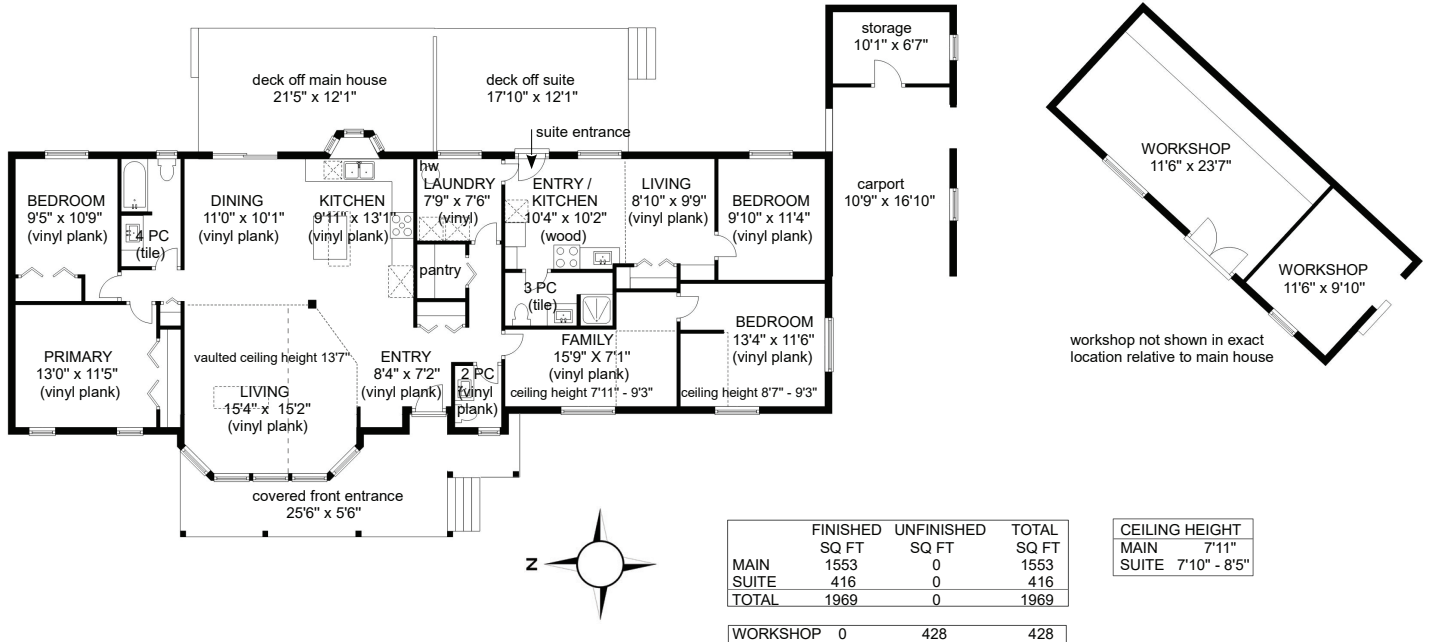 storage
10'1" x 6'7"
deck off main house
21'5" x 12'1"
deck off suite
17'10" x 12'1"
suite entrance
WORKSHOP
11'6" x 23'7"
hw
BEDROOM
9'5" x 10'9"
(vinyl plank)
4 PC
(tile)
DINING
11'0" x 10'1"
(vinyl plank)
KITCHEN
9'11" x 13'1"
(vinyl plank)
LAUNDRY
7'9" x 7'6"
(vinyl)
ENTRY /
KITCHEN
10'4" x 10'2"
(wood)
LIVING
8'10" x 9'9"
(vinyl plank)
BEDROOM
9'10" x 11'4"
(vinyl plank)
carport
10'9" x 16'10"
pantry
3 PC
(tile)
WORKSHOP
11'6" x 9'10"
workshop not shown in exact
location relative to main house
PRIMARY
13'0" x 11'5"
(vinyl plank)
vaulted ceiling height 13'7"
LIVING
15'4" x 15'2"
(vinyl plank)
ENTRY
8'4" x 7'2"
(vinyl plank)
2 PC
(vinyl
plank)
FAMILY
15'9" X 7'1"
(vinyl plank)
ceiling height 7'11" - 9'3"
BEDROOM
13'4" x 11'6"
(vinyl plank)
ceiling height 8'7" - 9'3"
covered front entrance
25'6" x 5'6"
N
FINISHED UNFINISHED TOTAL
SQ FT SQ FT SQ FT
MAIN 1553 0 1553
SUITE 416 0 416
TOTAL 1969 0 1969
WORKSHOP 0 428 428
CEILING HEIGHT
MAIN 7'11"
SUITE 7'10" - 8'5"